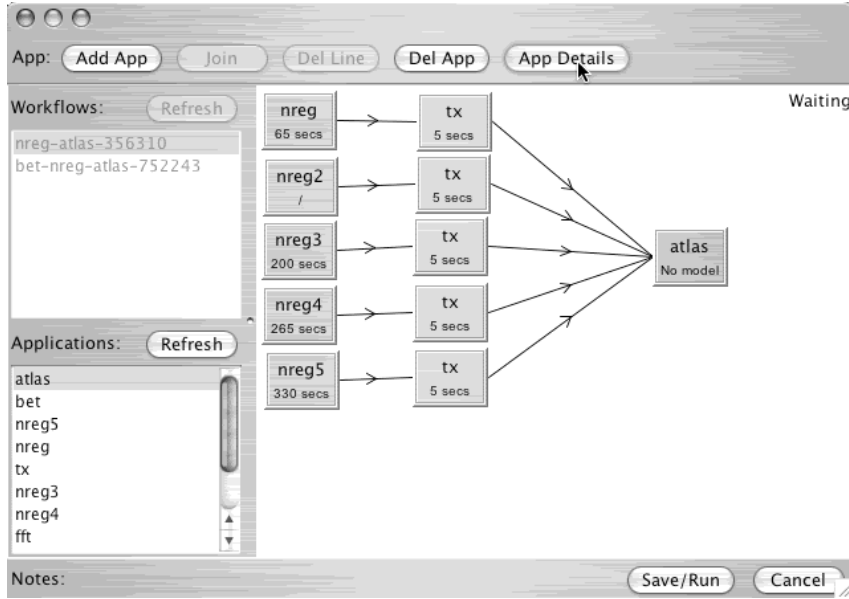 App: Add App Join Del Line Del App App Details
Workflows: Refresh
nreg-atlas-356310
bet-nreg-atlas-752243
Applications: Refresh
atlas
bet
nreg5
nreg
tx
nreg3
nreg4
fft
Waiting
nreg
65 secs
tx
5 secs
nreg2
/
tx
5 secs
nreg3
200 secs
tx
5 secs
nreg4
265 secs
tx
5 secs
nreg5
330 secs
tx
5 secs
atlas
No model
Notes: Save/Run Cancel